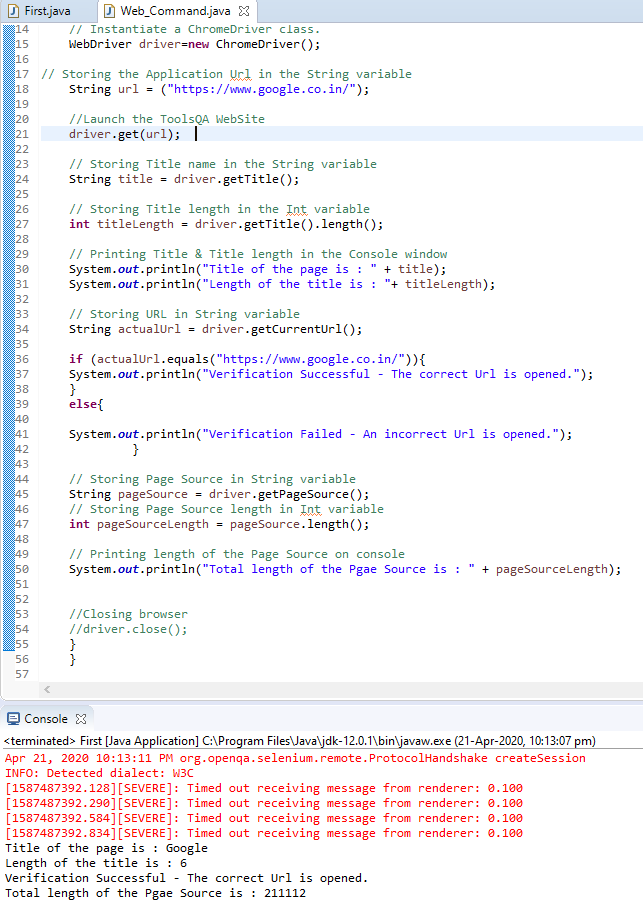 First.java Web_Command.java
14 // Instantiate a ChromeDriver class.
15 WebDriver driver=new ChromeDriver();
16
17 // Storing the Application Url in the String variable
18 String url = ("https://www.google.co.in/");
19
20 //Launch the ToolsQA WebSite
21 driver.get(url);
22
23 // Storing Title name in the String variable
24 String title = driver.getTitle();
25
26 // Storing Title length in the Int variable
27 int titleLength = driver.getTitle().length();
28
29 // Printing Title & Title length in the Console window
30 System.out.println("Title of the page is : " + title);
31 System.out.println("Length of the title is : "+ titleLength);
32
33 // Storing URL in String variable
34 String actualUrl = driver.getCurrentUrl();
35
36 if (actualUrl.equals("https://www.google.co.in/")){
37 System.out.println("Verification Successful - The correct Url is opened.");
38 }
39 else{
40
41 System.out.println("Verification Failed - An incorrect Url is opened.");
42 }
43
44 // Storing Page Source in String variable
45 String pageSource = driver.getPageSource();
46 // Storing Page Source length in Int variable
47 int pageSourceLength = pageSource.length();
48
49 // Printing length of the Page Source on console
50 System.out.println("Total length of the Pgae Source is : " + pageSourceLength);
51
52
53 //Closing browser
54 //driver.close();
55 }
56 }
57
Console
<terminated> First [Java Application] C:\Program Files\Java\jdk-12.0.1\bin\javaw.exe (21-Apr-2020, 10:13:07 pm)
Apr 21, 2020 10:13:11 PM org.openqa.selenium.remote.ProtocolHandshake createSession
INFO: Detected dialect: W3C
[1587487392.128][SEVERE]: Timed out receiving message from renderer: 0.100
[1587487392.290][SEVERE]: Timed out receiving message from renderer: 0.100
[1587487392.584][SEVERE]: Timed out receiving message from renderer: 0.100
[1587487392.834][SEVERE]: Timed out receiving message from renderer: 0.100
Title of the page is : Google
Length of the title is : 6
Verification Successful - The correct Url is opened.
Total length of the Pgae Source is : 211112